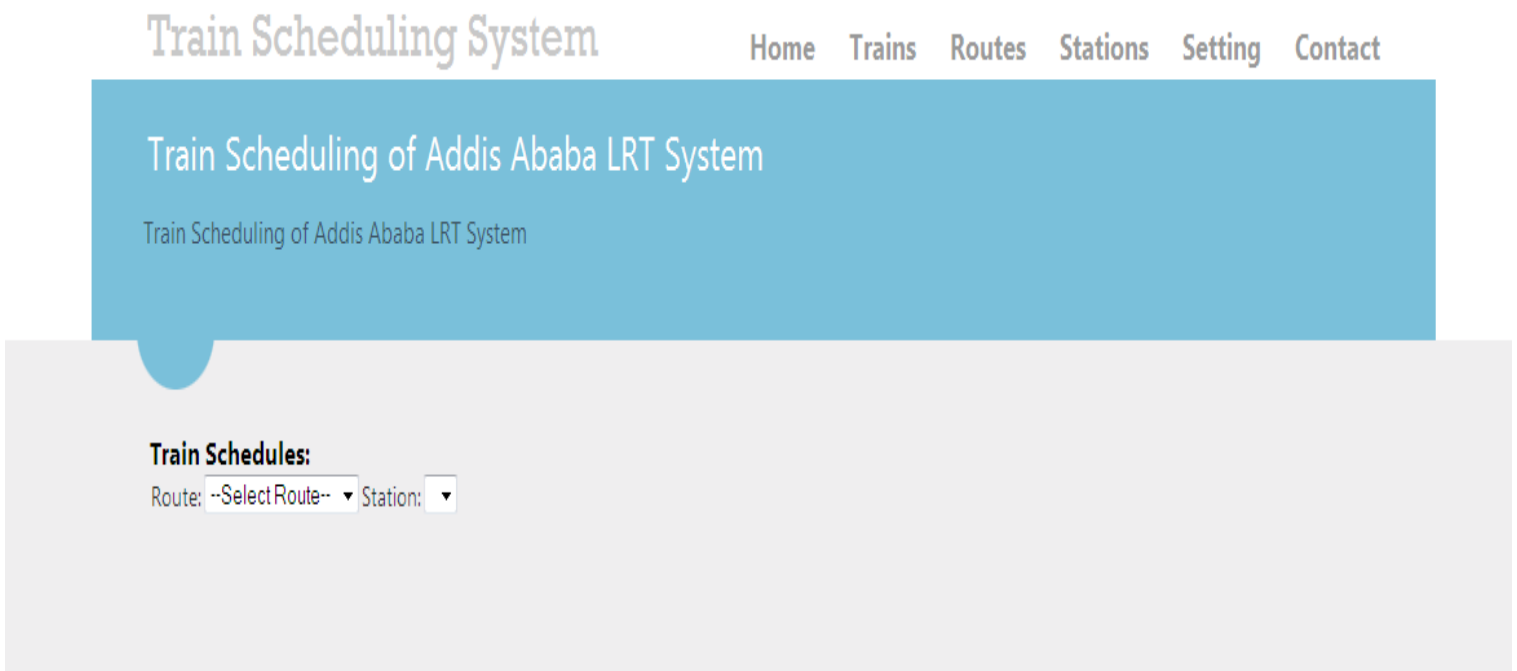 Train Scheduling System
Home Trains Routes Stations Setting Contact
Train Scheduling of Addis Ababa LRT System
Train Scheduling of Addis Ababa LRT System
Train Schedules:
Route: --Select Route-- Station: